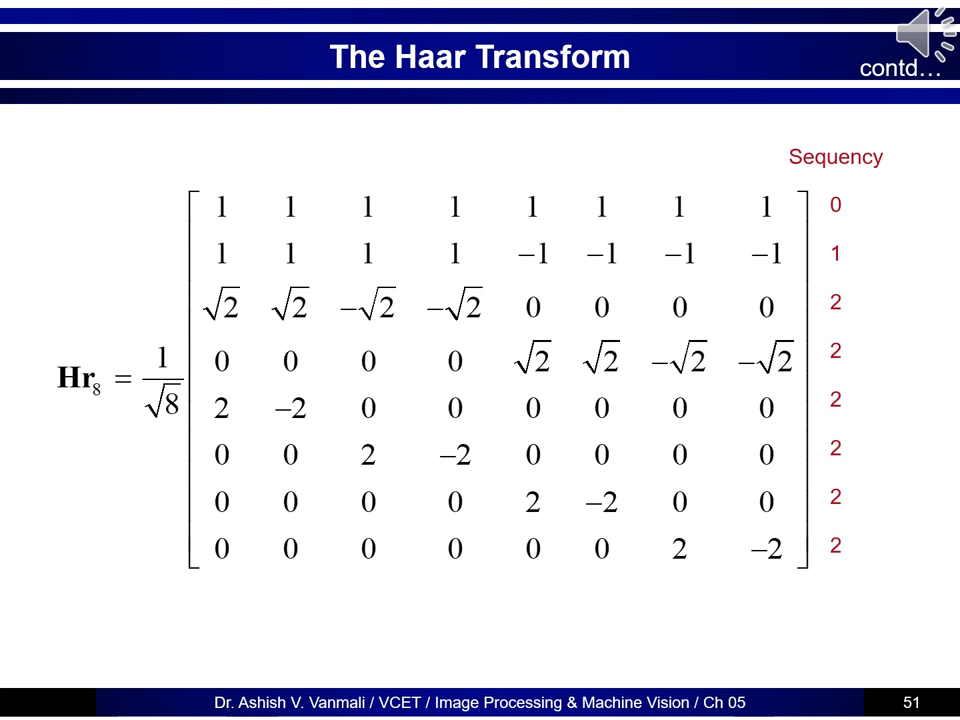 The Haar Transform
contd…
Sequency
1 1 1 1 1 1 1 1 0
1 1 1 1 –1 –1 –1 –1 1
√2 √2 –√2 –√2 0 0 0 0 2
0 0 0 0 √2 √2 –√2 –√2 2
Hr₈ = 1/√8
2 –2 0 0 0 0 0 0 2
0 0 2 –2 0 0 0 0 2
0 0 0 0 2 –2 0 0 2
0 0 0 0 0 0 2 –2 2
Dr. Ashish V. Vanmali / VCET / Image Processing & Machine Vision / Ch 05
51